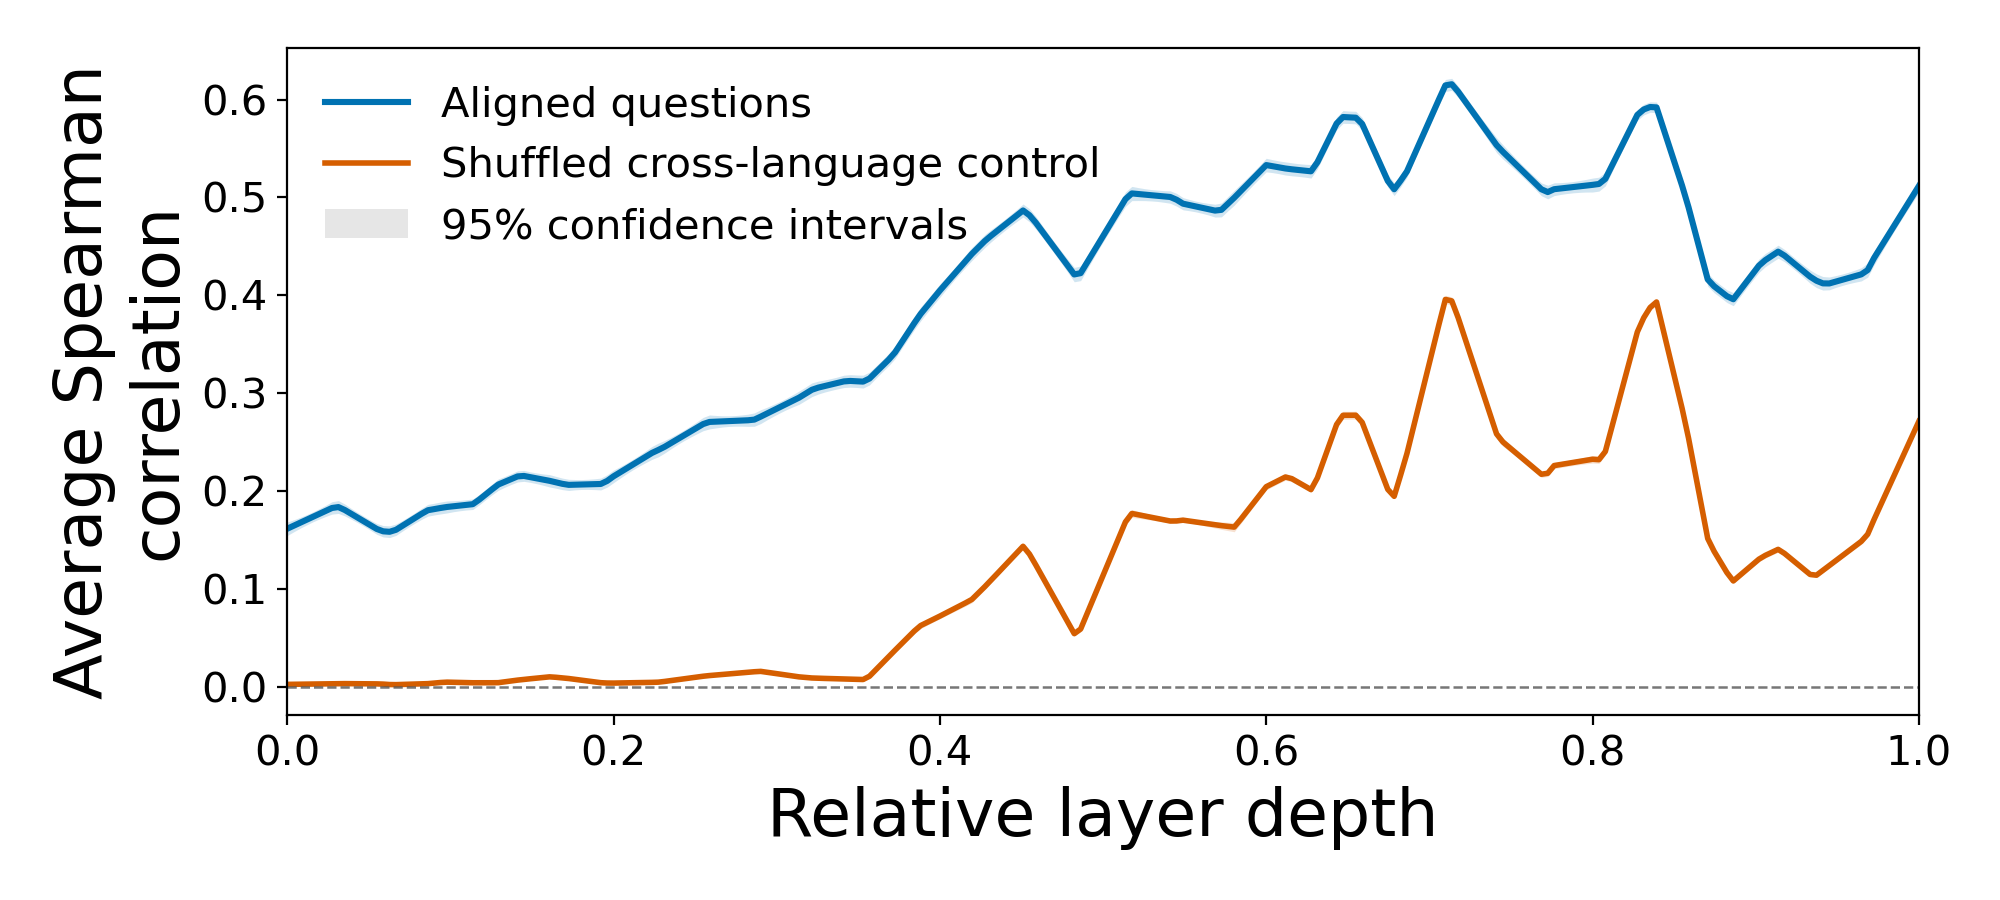 Average Spearman
correlation
0.6
0.5
0.4
0.3
0.2
0.1
0.0
Aligned questions
Shuffled cross-language control
95% confidence intervals
0.0 0.2 0.4 0.6 0.8 1.0
Relative layer depth